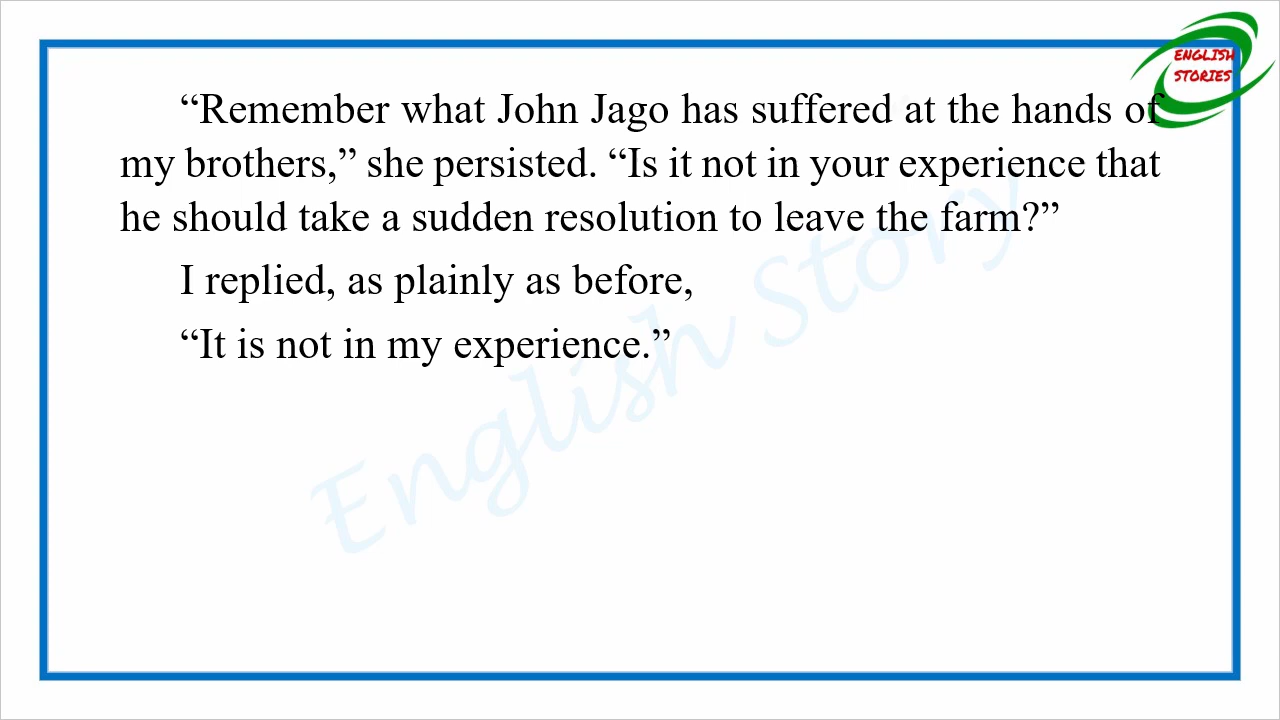 ENGLISH
STORIES
“Remember what John Jago has suffered at the hands of
my brothers,” she persisted. “Is it not in your experience that
he should take a sudden resolution to leave the farm?”
I replied, as plainly as before,
“It is not in my experience.”
English Story